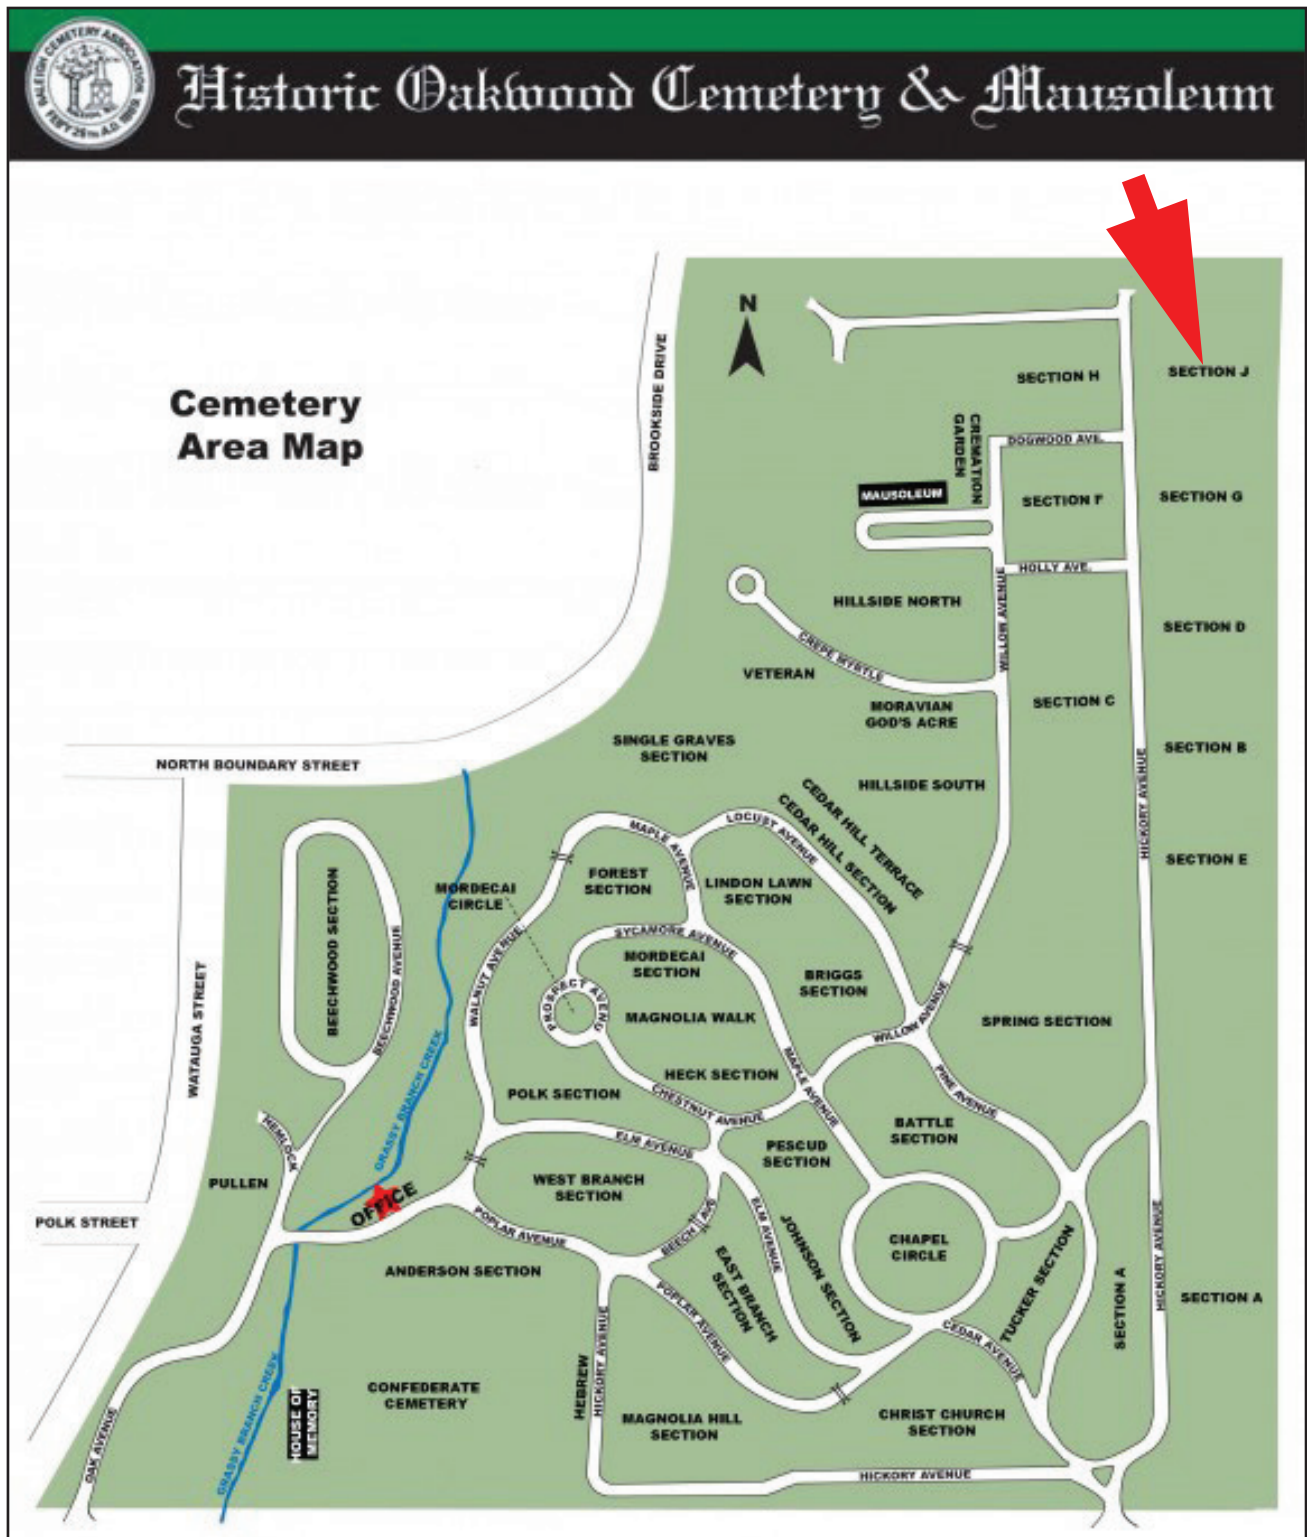 RALEIGH CEMETERY ASSOCIATION
Historic Oakwood Cemetery & Mausoleum
Cemetery
Area Map
N
BROOKSIDE DRIVE
SECTION H
SECTION J
CREMATION
GARDEN
DOGWOOD AVE.
MAUSOLEUM
SECTION F
SECTION G
HOLLY AVE.
WILLOW AVENUE
HILLSIDE NORTH
SECTION D
CREPE MYRTLE
VETERAN
MORAVIAN
GOD'S ACRE
SECTION C
SINGLE GRAVES
SECTION
SECTION B
NORTH BOUNDARY STREET
HILLSIDE SOUTH
HICKORY AVENUE
CEDAR HILL TERRACE
CEDAR HILL SECTION
LOCUST AVENUE
MAPLE AVENUE
SECTION E
FOREST
SECTION
LINDON LAWN
SECTION
MORDECAI
CIRCLE
BEECHWOOD SECTION
BEECHWOOD AVENUE
WALNUT AVENUE
SYCAMORE AVENUE
MORDECAI
SECTION
BRIGGS
SECTION
WATAUGA STREET
PROSPECT AVENU
MAGNOLIA WALK
WILLOW AVENUE
SPRING SECTION
GRASSY BRANCH CREEK
HECK SECTION
MAPLE AVENUE
PINE AVENUE
POLK SECTION
CHESTNUT AVENUE
HEMLOCK
ELM AVENUE
PESCUD
SECTION
BATTLE
SECTION
PULLEN
WEST BRANCH
SECTION
POLK STREET
OFFICE
POPLAR AVENUE
BEECH AVE
ELM AVENUE
JOHNSON SECTION
CHAPEL
CIRCLE
HICKORY AVENUE
ANDERSON SECTION
EAST BRANCH
SECTION
TUCKER SECTION
SECTION A
SECTION A
POPLAR AVENUE
CEDAR AVENUE
HEBREW
HICKORY AVENUE
CONFEDERATE
CEMETERY
HOUSE OF
MEMORY
MAGNOLIA HILL
SECTION
CHRIST CHURCH
SECTION
OAK AVENUE
GRASSY BRANCH CREEK
HICKORY AVENUE